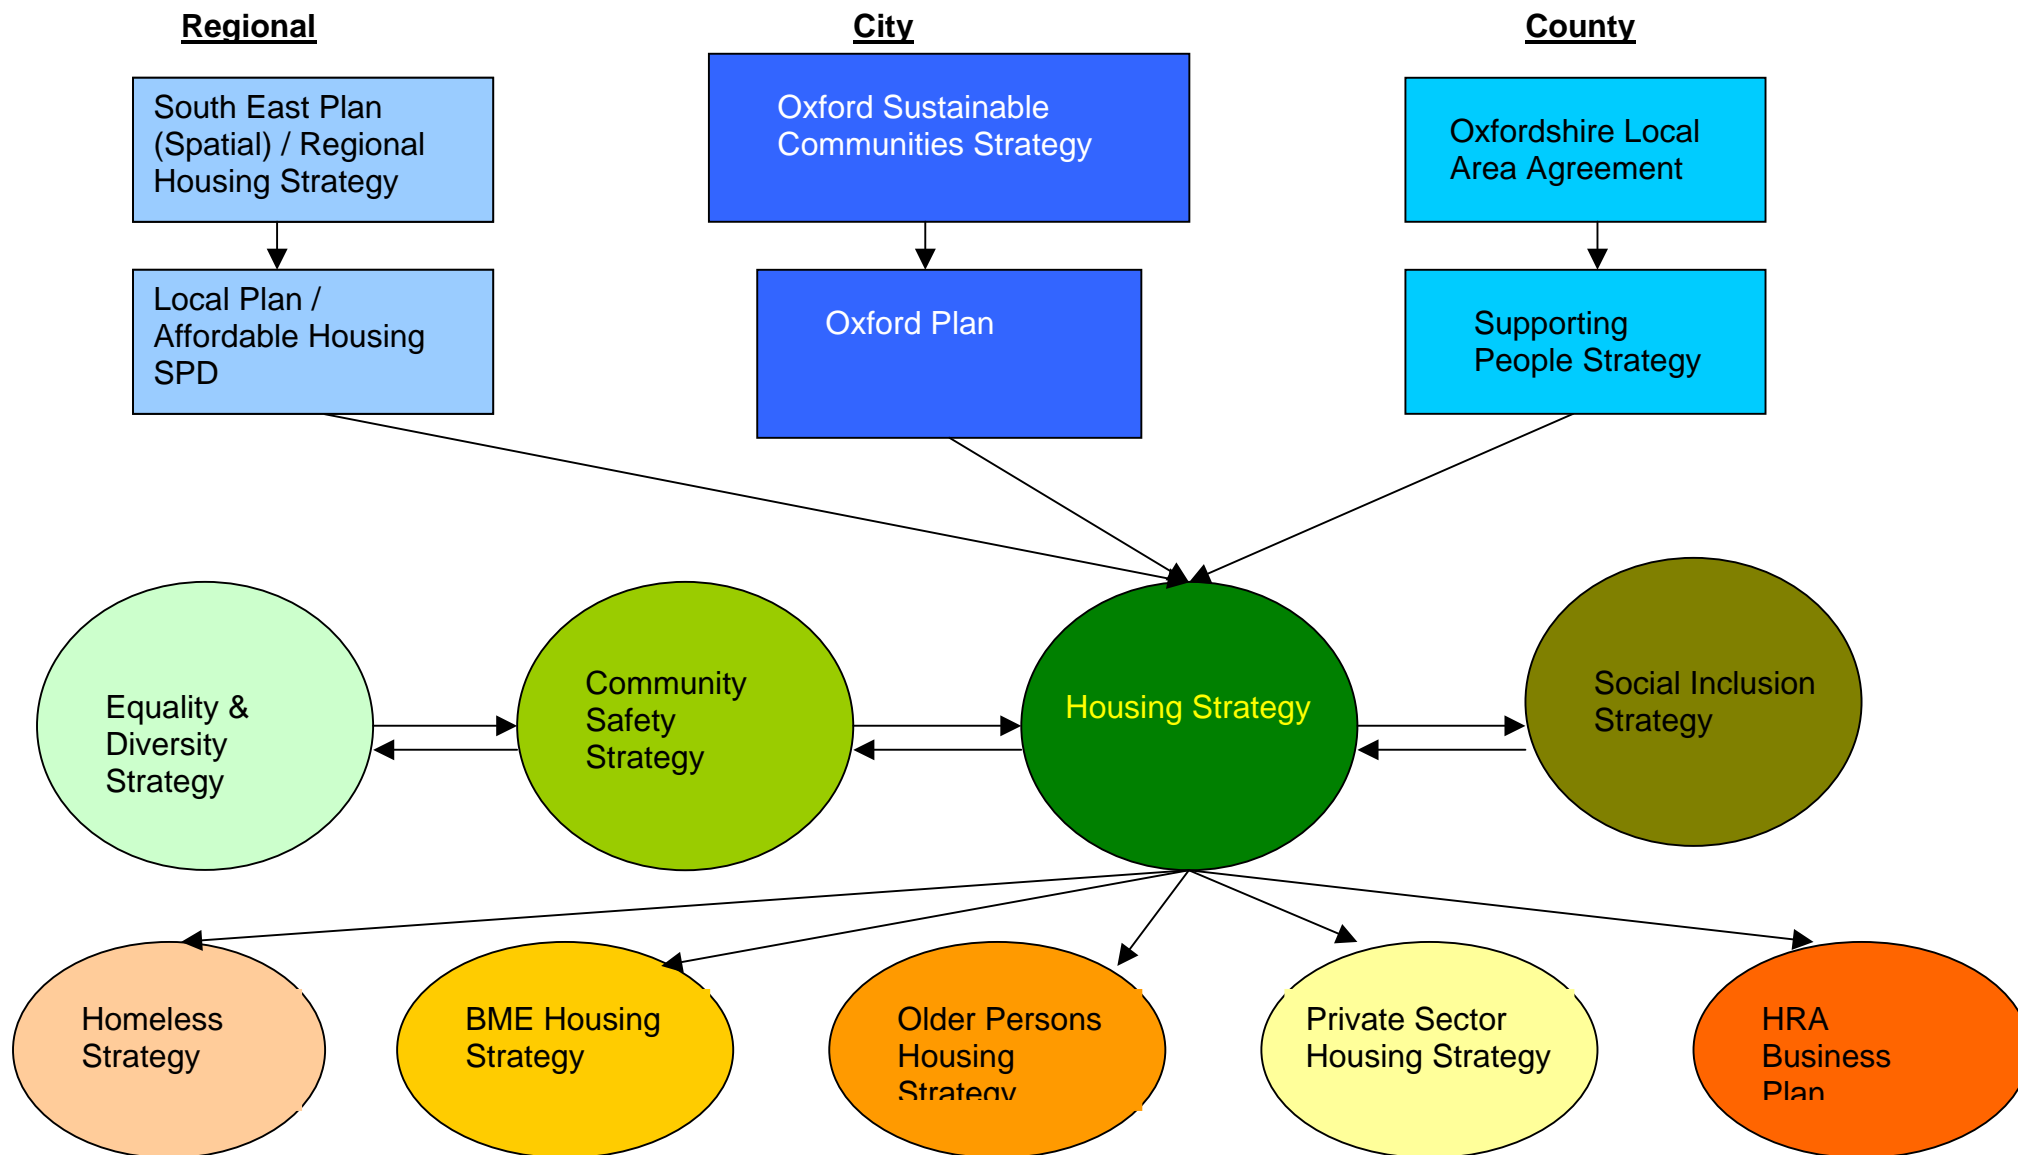 Regional
City
County
South East Plan
(Spatial) / Regional
Housing Strategy
Oxford Sustainable
Communities Strategy
Oxfordshire Local
Area Agreement
Local Plan /
Affordable Housing
SPD
Oxford Plan
Supporting
People Strategy
Equality &
Diversity
Strategy
Community
Safety
Strategy
Housing Strategy
Social Inclusion
Strategy
Homeless
Strategy
BME Housing
Strategy
Older Persons
Housing
Strategy
Private Sector
Housing Strategy
HRA
Business
Plan